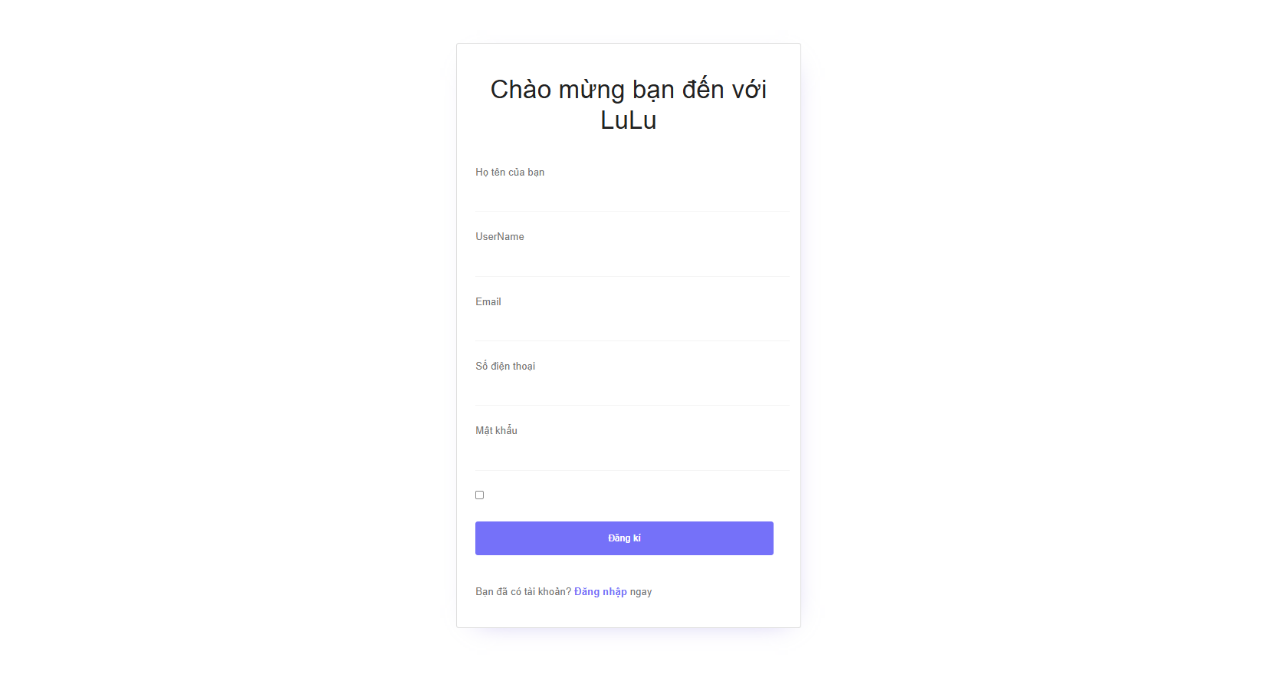 Chào mừng bạn đến với
LuLu
Họ tên của bạn
UserName
Email
Số điện thoại
Mật khẩu
Đăng kí
Bạn đã có tài khoản? Đăng nhập ngay